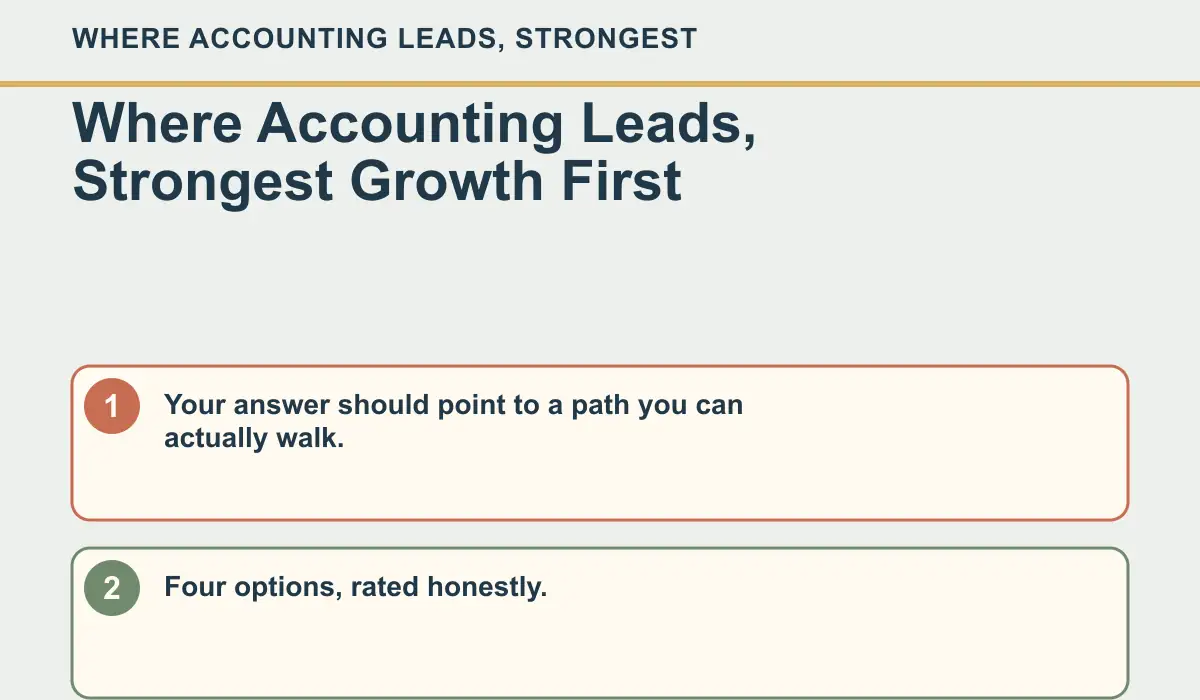 WHERE ACCOUNTING LEADS, STRONGEST
Where Accounting Leads,
Strongest Growth First
1
Your answer should point to a path you can
actually walk.
2
Four options, rated honestly.